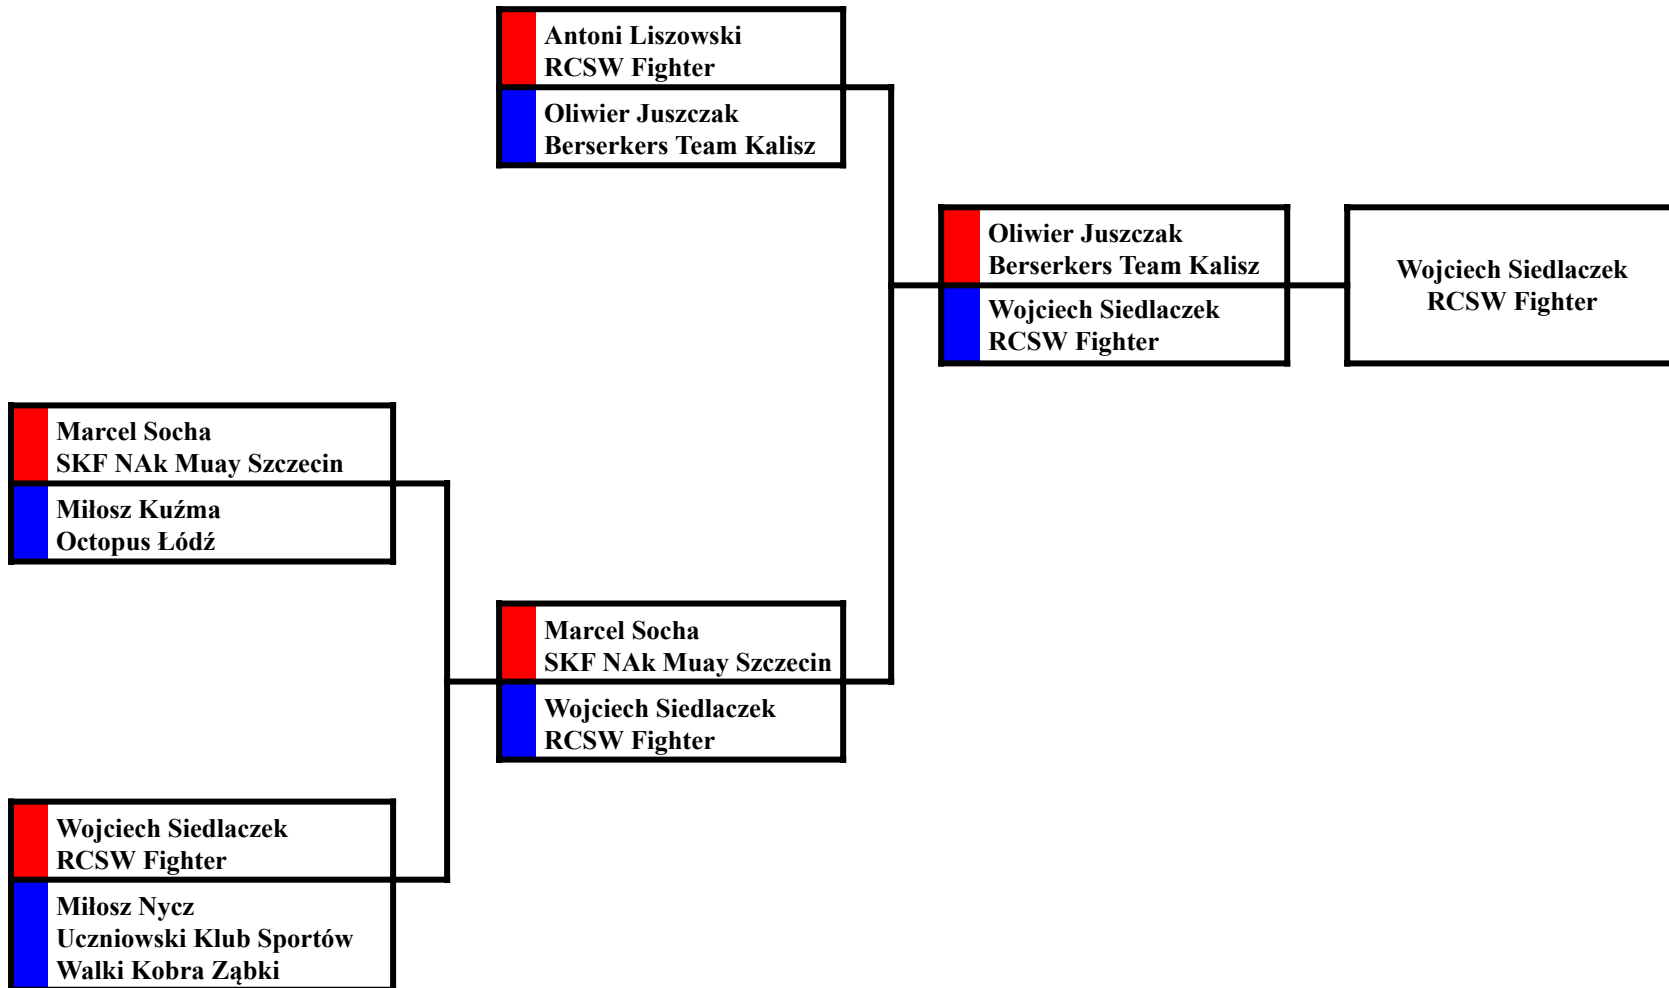 Antoni Liszowski
RCSW Fighter
Oliwier Juszczak
Berserkers Team Kalisz
Oliwier Juszczak
Berserkers Team Kalisz
Wojciech Siedlaczek
RCSW Fighter
Wojciech Siedlaczek
RCSW Fighter
Marcel Socha
SKF NAk Muay Szczecin
Miłosz Kuźma
Octopus Łódź
Marcel Socha
SKF NAk Muay Szczecin
Wojciech Siedlaczek
RCSW Fighter
Wojciech Siedlaczek
RCSW Fighter
Miłosz Nycz
Uczniowski Klub Sportów
Walki Kobra Ząbki